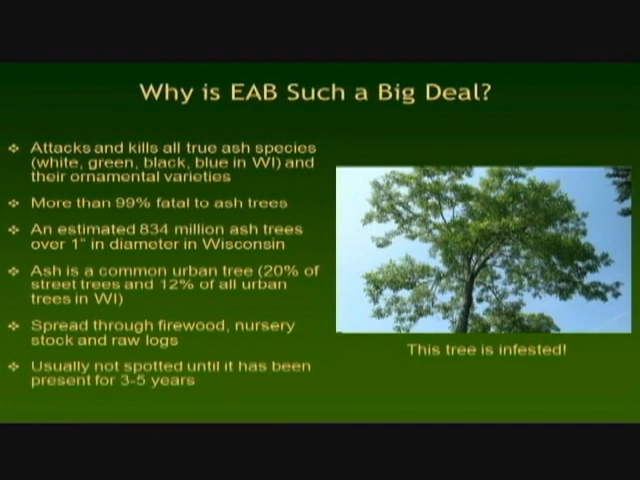 Why is EAB Such a Big Deal?
❖ Attacks and kills all true ash species
(white, green, black, blue in WI) and
their ornamental varieties
❖ More than 99% fatal to ash trees
❖ An estimated 834 million ash trees
over 1" in diameter in Wisconsin
❖ Ash is a common urban tree (20% of
street trees and 12% of all urban
trees in WI)
❖ Spread through firewood, nursery
stock and raw logs
❖ Usually not spotted until it has been
present for 3-5 years
This tree is infested!